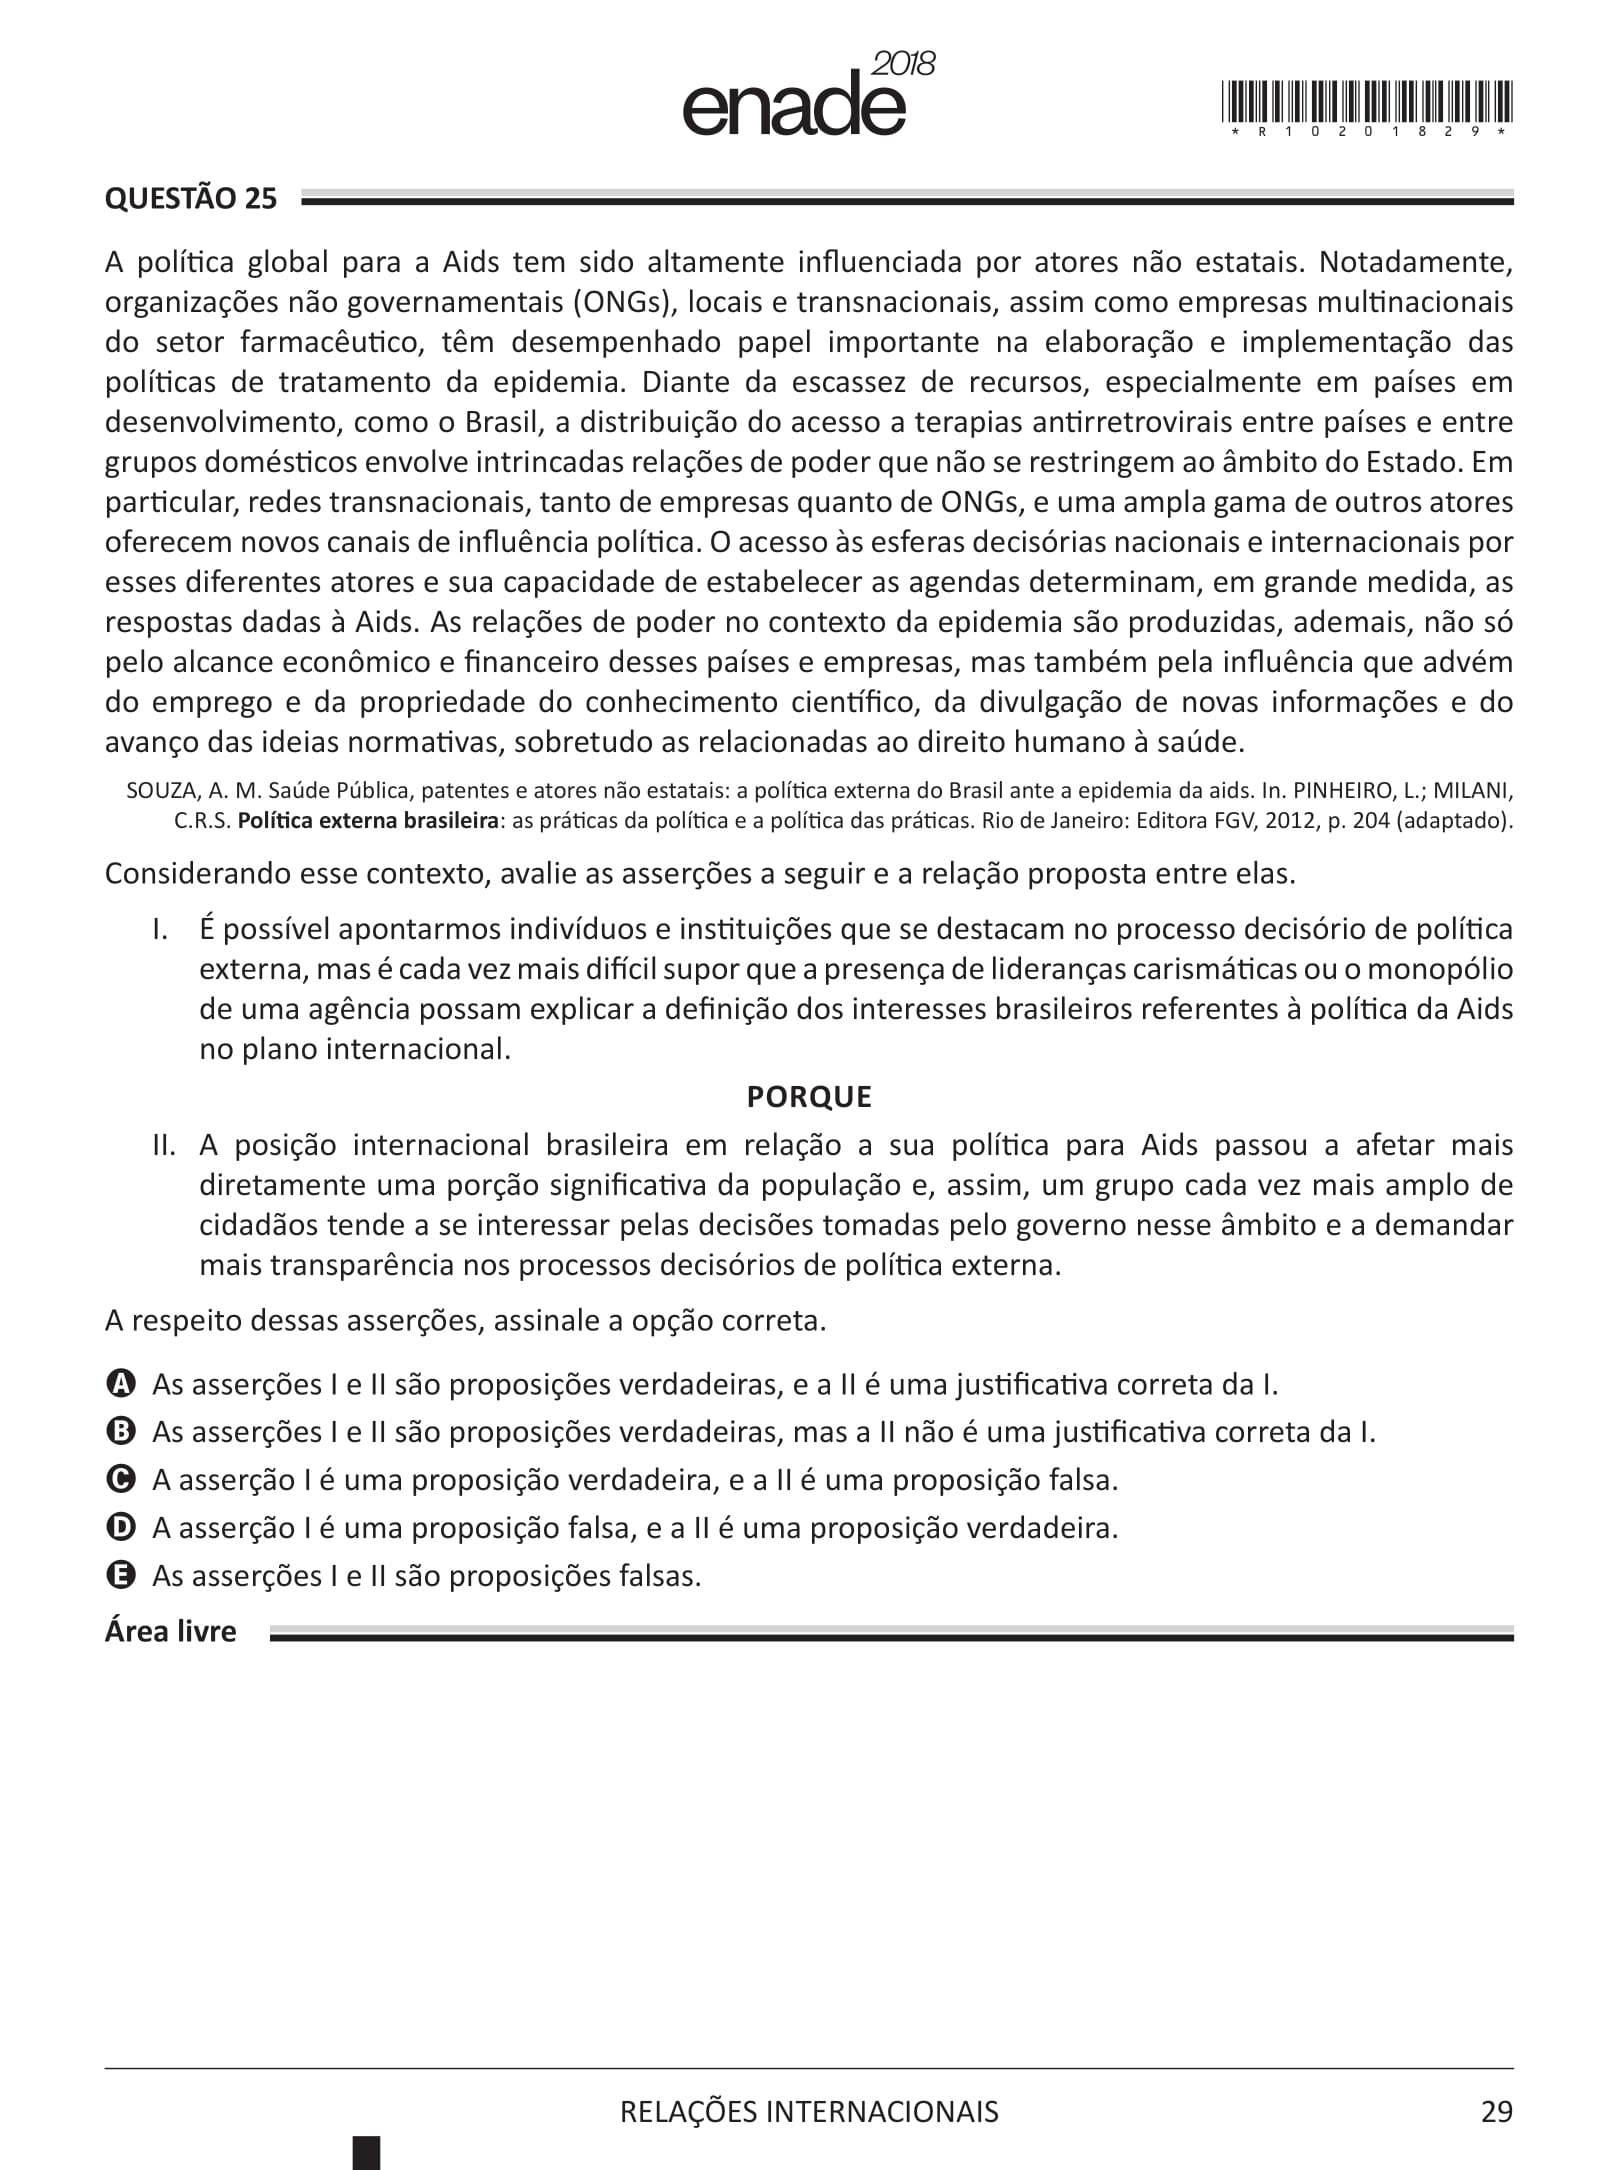 enade 2018
*R10201829*
QUESTÃO 25
A política global para a Aids tem sido altamente influenciada por atores não estatais. Notadamente,
organizações não governamentais (ONGs), locais e transnacionais, assim como empresas multinacionais
do setor farmacêutico, têm desempenhado papel importante na elaboração e implementação das
políticas de tratamento da epidemia. Diante da escassez de recursos, especialmente em países em
desenvolvimento, como o Brasil, a distribuição do acesso a terapias antirretrovirais entre países e entre
grupos domésticos envolve intrincadas relações de poder que não se restringem ao âmbito do Estado. Em
particular, redes transnacionais, tanto de empresas quanto de ONGs, e uma ampla gama de outros atores
oferecem novos canais de influência política. O acesso às esferas decisórias nacionais e internacionais por
esses diferentes atores e sua capacidade de estabelecer as agendas determinam, em grande medida, as
respostas dadas à Aids. As relações de poder no contexto da epidemia são produzidas, ademais, não só
pelo alcance econômico e financeiro desses países e empresas, mas também pela influência que advém
do emprego e da propriedade do conhecimento científico, da divulgação de novas informações e do
avanço das ideias normativas, sobretudo as relacionadas ao direito humano à saúde.
SOUZA, A. M. Saúde Pública, patentes e atores não estatais: a política externa do Brasil ante a epidemia da aids. In. PINHEIRO, L.; MILANI,
C.R.S. Política externa brasileira: as práticas da política e a política das práticas. Rio de Janeiro: Editora FGV, 2012, p. 204 (adaptado).
Considerando esse contexto, avalie as asserções a seguir e a relação proposta entre elas.
I. É possível apontarmos indivíduos e instituições que se destacam no processo decisório de política
externa, mas é cada vez mais difícil supor que a presença de lideranças carismáticas ou o monopólio
de uma agência possam explicar a definição dos interesses brasileiros referentes à política da Aids
no plano internacional.
PORQUE
II. A posição internacional brasileira em relação a sua política para Aids passou a afetar mais
diretamente uma porção significativa da população e, assim, um grupo cada vez mais amplo de
cidadãos tende a se interessar pelas decisões tomadas pelo governo nesse âmbito e a demandar
mais transparência nos processos decisórios de política externa.
A respeito dessas asserções, assinale a opção correta.
A As asserções I e II são proposições verdadeiras, e a II é uma justificativa correta da I.
B As asserções I e II são proposições verdadeiras, mas a II não é uma justificativa correta da I.
C A asserção I é uma proposição verdadeira, e a II é uma proposição falsa.
D A asserção I é uma proposição falsa, e a II é uma proposição verdadeira.
E As asserções I e II são proposições falsas.
Área livre
RELAÇÕES INTERNACIONAIS
29